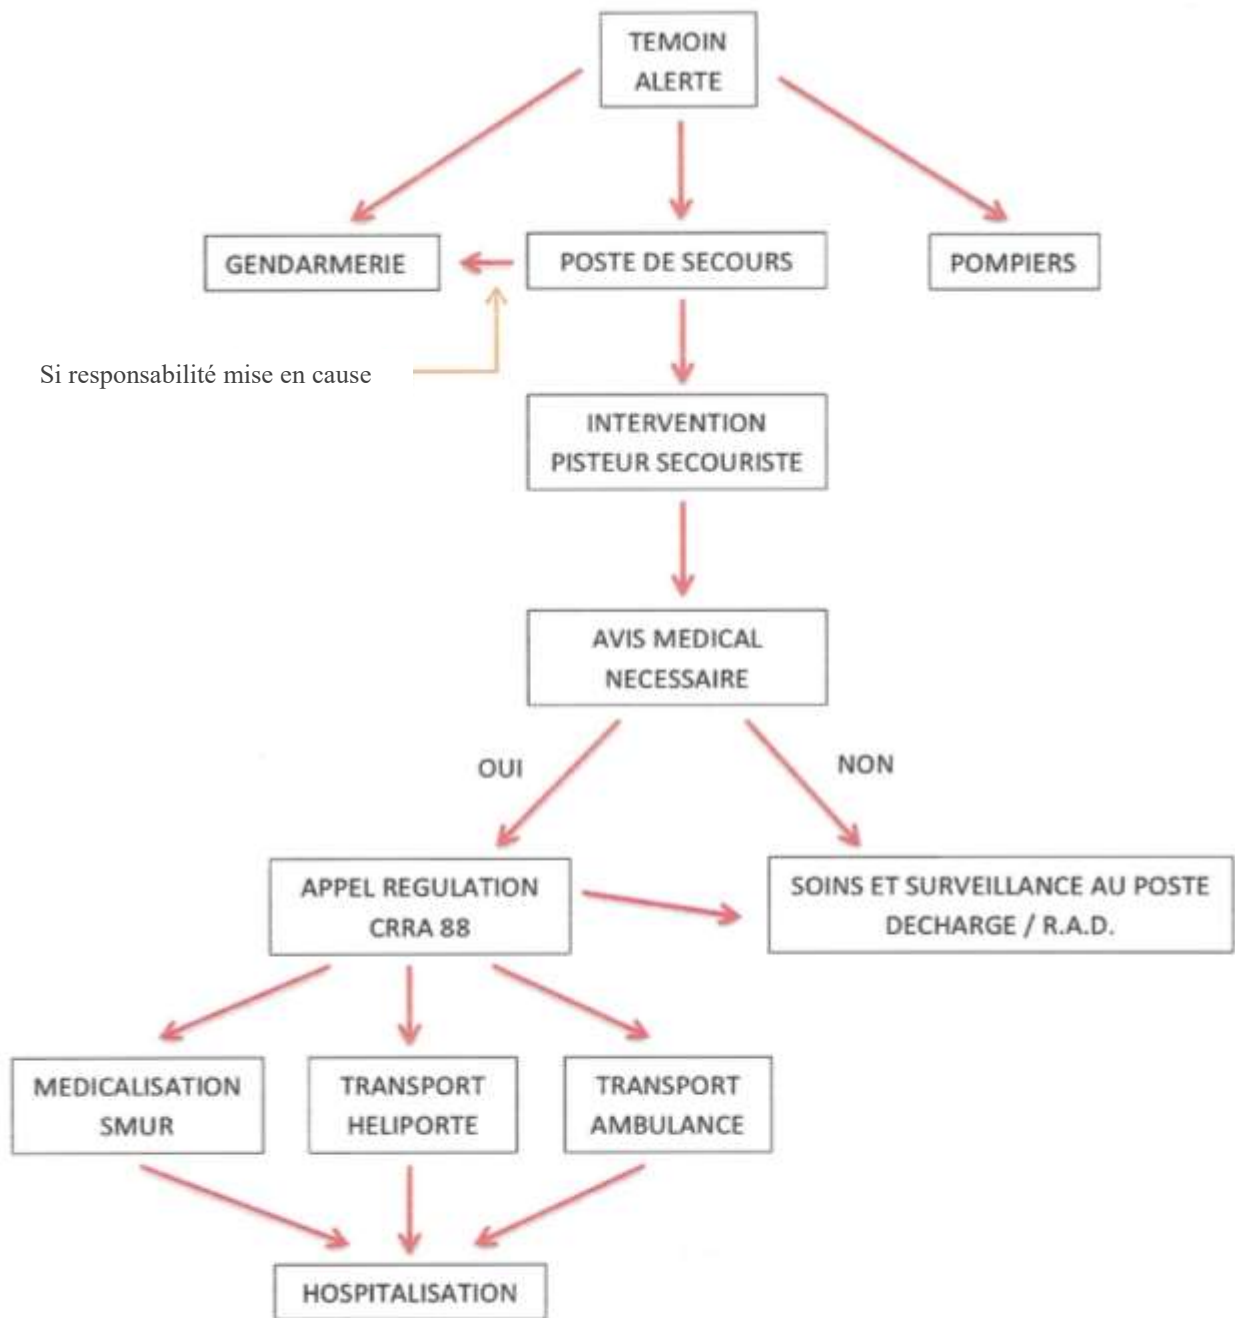 TEMOIN
ALERTE
GENDARMERIE
POSTE DE SECOURS
POMPIERS
Si responsabilité mise en cause
INTERVENTION
PISTEUR SECOURISTE
AVIS MEDICAL
NECESSAIRE
OUI
NON
APPEL REGULATION
CRRA 88
SOINS ET SURVEILLANCE AU POSTE
DECHARGE / R.A.D.
MEDICALISATION
SMUR
TRANSPORT
HELIPORTE
TRANSPORT
AMBULANCE
HOSPITALISATION